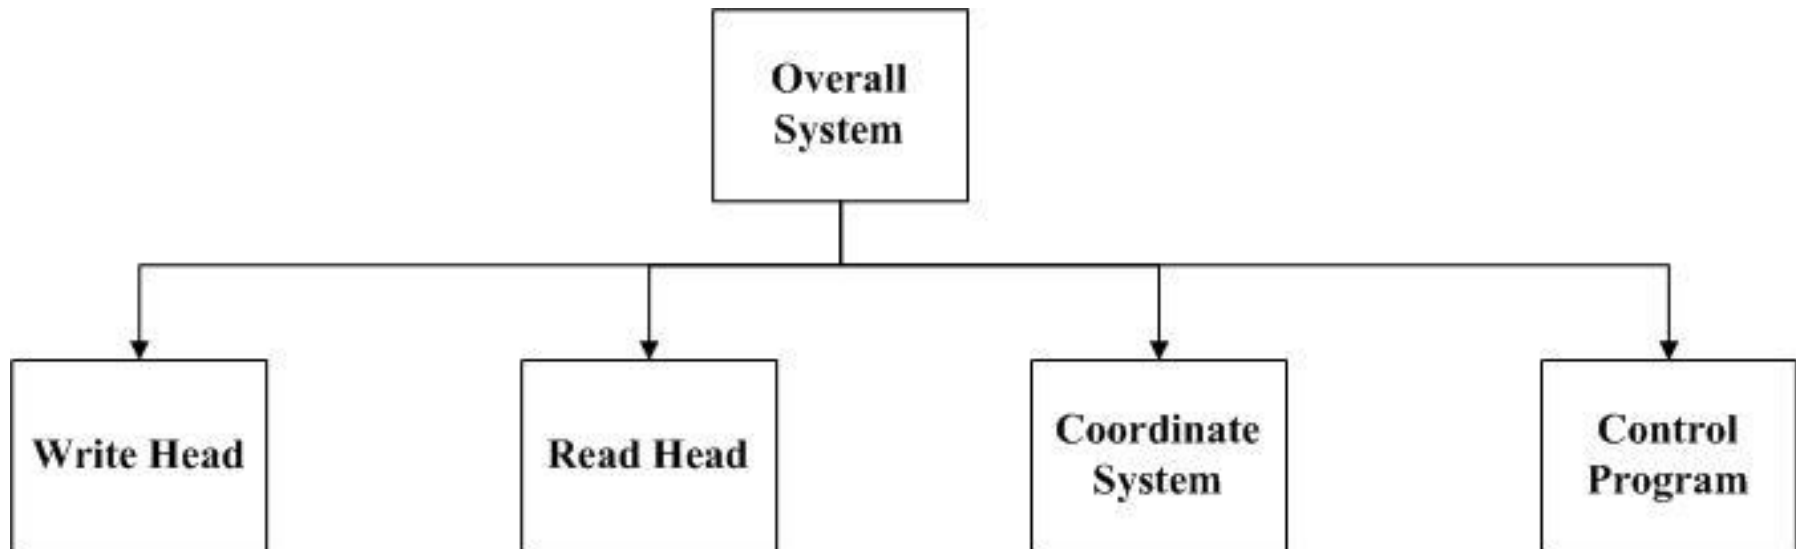 Overall
System
Write Head
Read Head
Coordinate
System
Control
Program